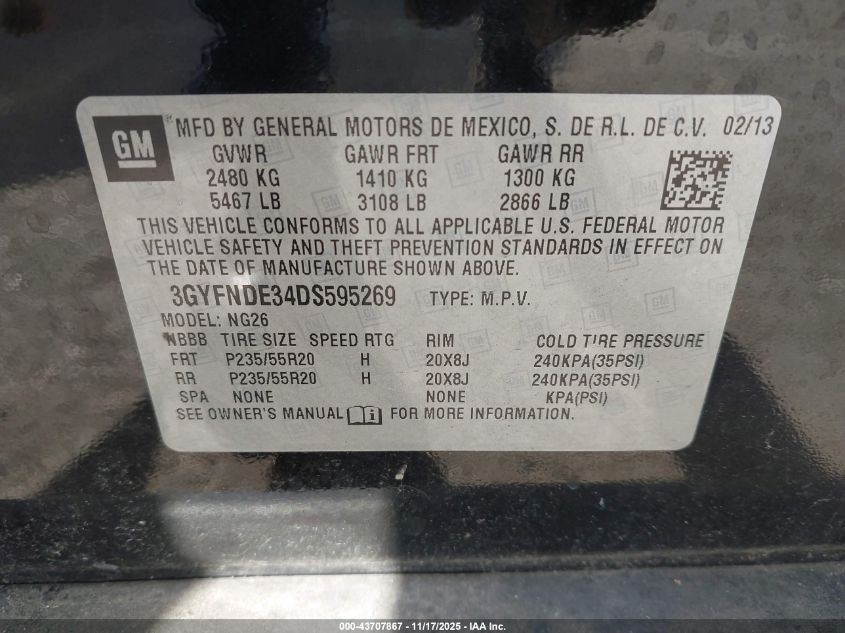 GM ® MFD BY GENERAL MOTORS DE MEXICO, S. DE R.L. DE C.V. 02/13
GVWR GAWR FRT GAWR RR
2480 KG 1410 KG 1300 KG
5467 LB 3108 LB 2866 LB
THIS VEHICLE CONFORMS TO ALL APPLICABLE U.S. FEDERAL MOTOR
VEHICLE SAFETY AND THEFT PREVENTION STANDARDS IN EFFECT ON
THE DATE OF MANUFACTURE SHOWN ABOVE.
3GYFNDE34DS595269 TYPE: M.P.V.
MODEL: NG26
NBBB TIRE SIZE SPEED RTG RIM COLD TIRE PRESSURE
FRT P235/55R20 H 20X8J 240KPA(35PSI)
RR P235/55R20 H 20X8J 240KPA(35PSI)
SPA NONE NONE KPA(PSI)
SEE OWNER'S MANUAL i FOR MORE INFORMATION.
000-43707867 - 11/17/2025 - IAA Inc.